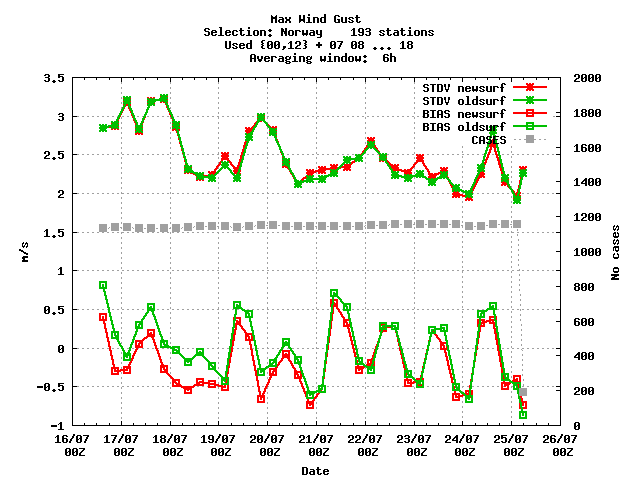 Max Wind Gust
Selection: Norway    193 stations
Used {00,12} + 07 08 ... 18
Averaging window:  6h
STDV newsurf
STDV oldsurf
BIAS newsurf
BIAS oldsurf
CASES
3.5
3
2.5
2
1.5
1
0.5
0
-0.5
-1
m/s
2000
1800
1600
1400
1200
1000
800
600
400
200
0
No cases
16/07 17/07 18/07 19/07 20/07 21/07 22/07 23/07 24/07 25/07 26/07
00Z 00Z 00Z 00Z 00Z 00Z 00Z 00Z 00Z 00Z 00Z
Date